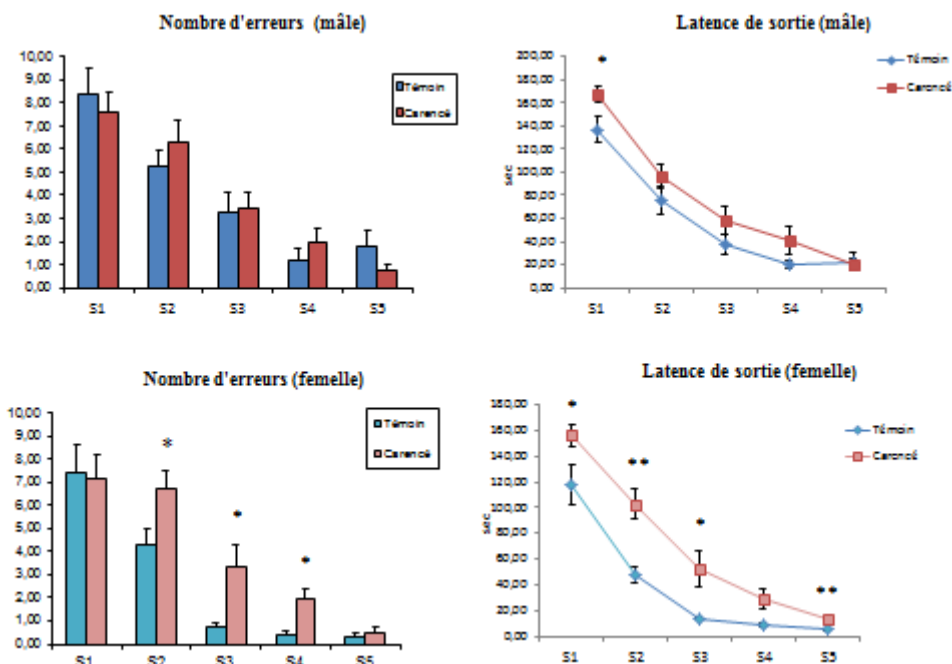 Nombre d'erreurs (mâle)
10,00
9,00
8,00
7,00
6,00
5,00
4,00
3,00
2,00
1,00
0,00
S1 S2 S3 S4 S5
Témoin
Carencé
Latence de sortie (mâle)
200,00
180,00
160,00
140,00
120,00
100,00
80,00
60,00
40,00
20,00
0,00
sec
*
S1 S2 S3 S4 S5
Témoin
Carencé
Nombre d'erreurs (femelle)
10,00
9,00
8,00
7,00
6,00
5,00
4,00
3,00
2,00
1,00
0,00
* * *
S1 S2 S3 S4 S5
Témoin
Carencé
Latence de sortie (femelle)
180,00
160,00
140,00
120,00
100,00
80,00
60,00
40,00
20,00
0,00
sec
* ** * **
S1 S2 S3 S4 S5
Témoin
Carencé